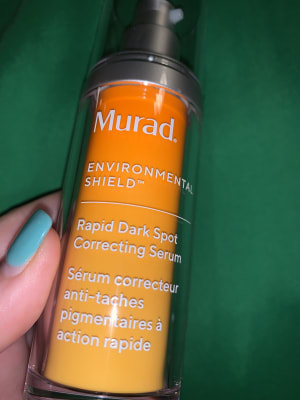 Murad.
ENVIRONMENTAL
SHIELD™
Rapid Dark Spot
Correcting Serum
Sérum correcteur
anti-taches
pigmentaires à
action rapide